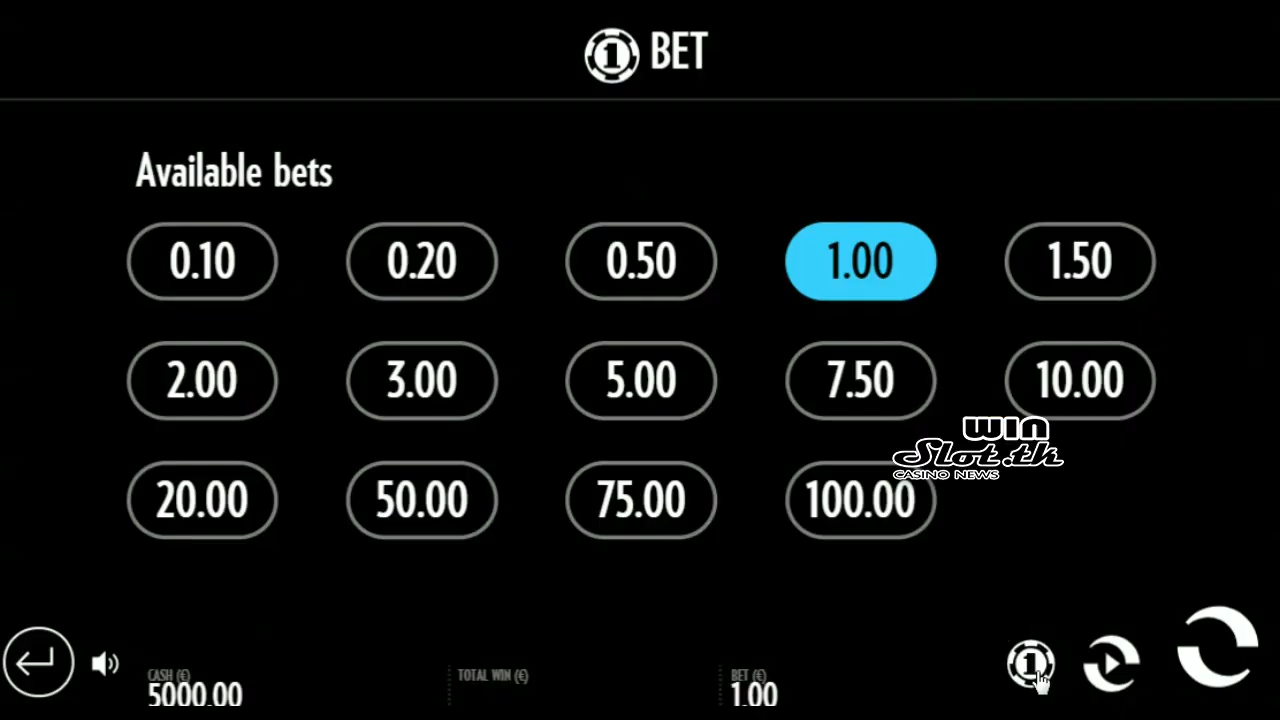 1 BET
Available bets
0.10 0.20 0.50 1.00 1.50
2.00 3.00 5.00 7.50 10.00
win
Slot.tk
CASINO NEWS
20.00 50.00 75.00 100.00
CASH (€) TOTAL WIN (€) BET (€)
5000.00 1.00
1